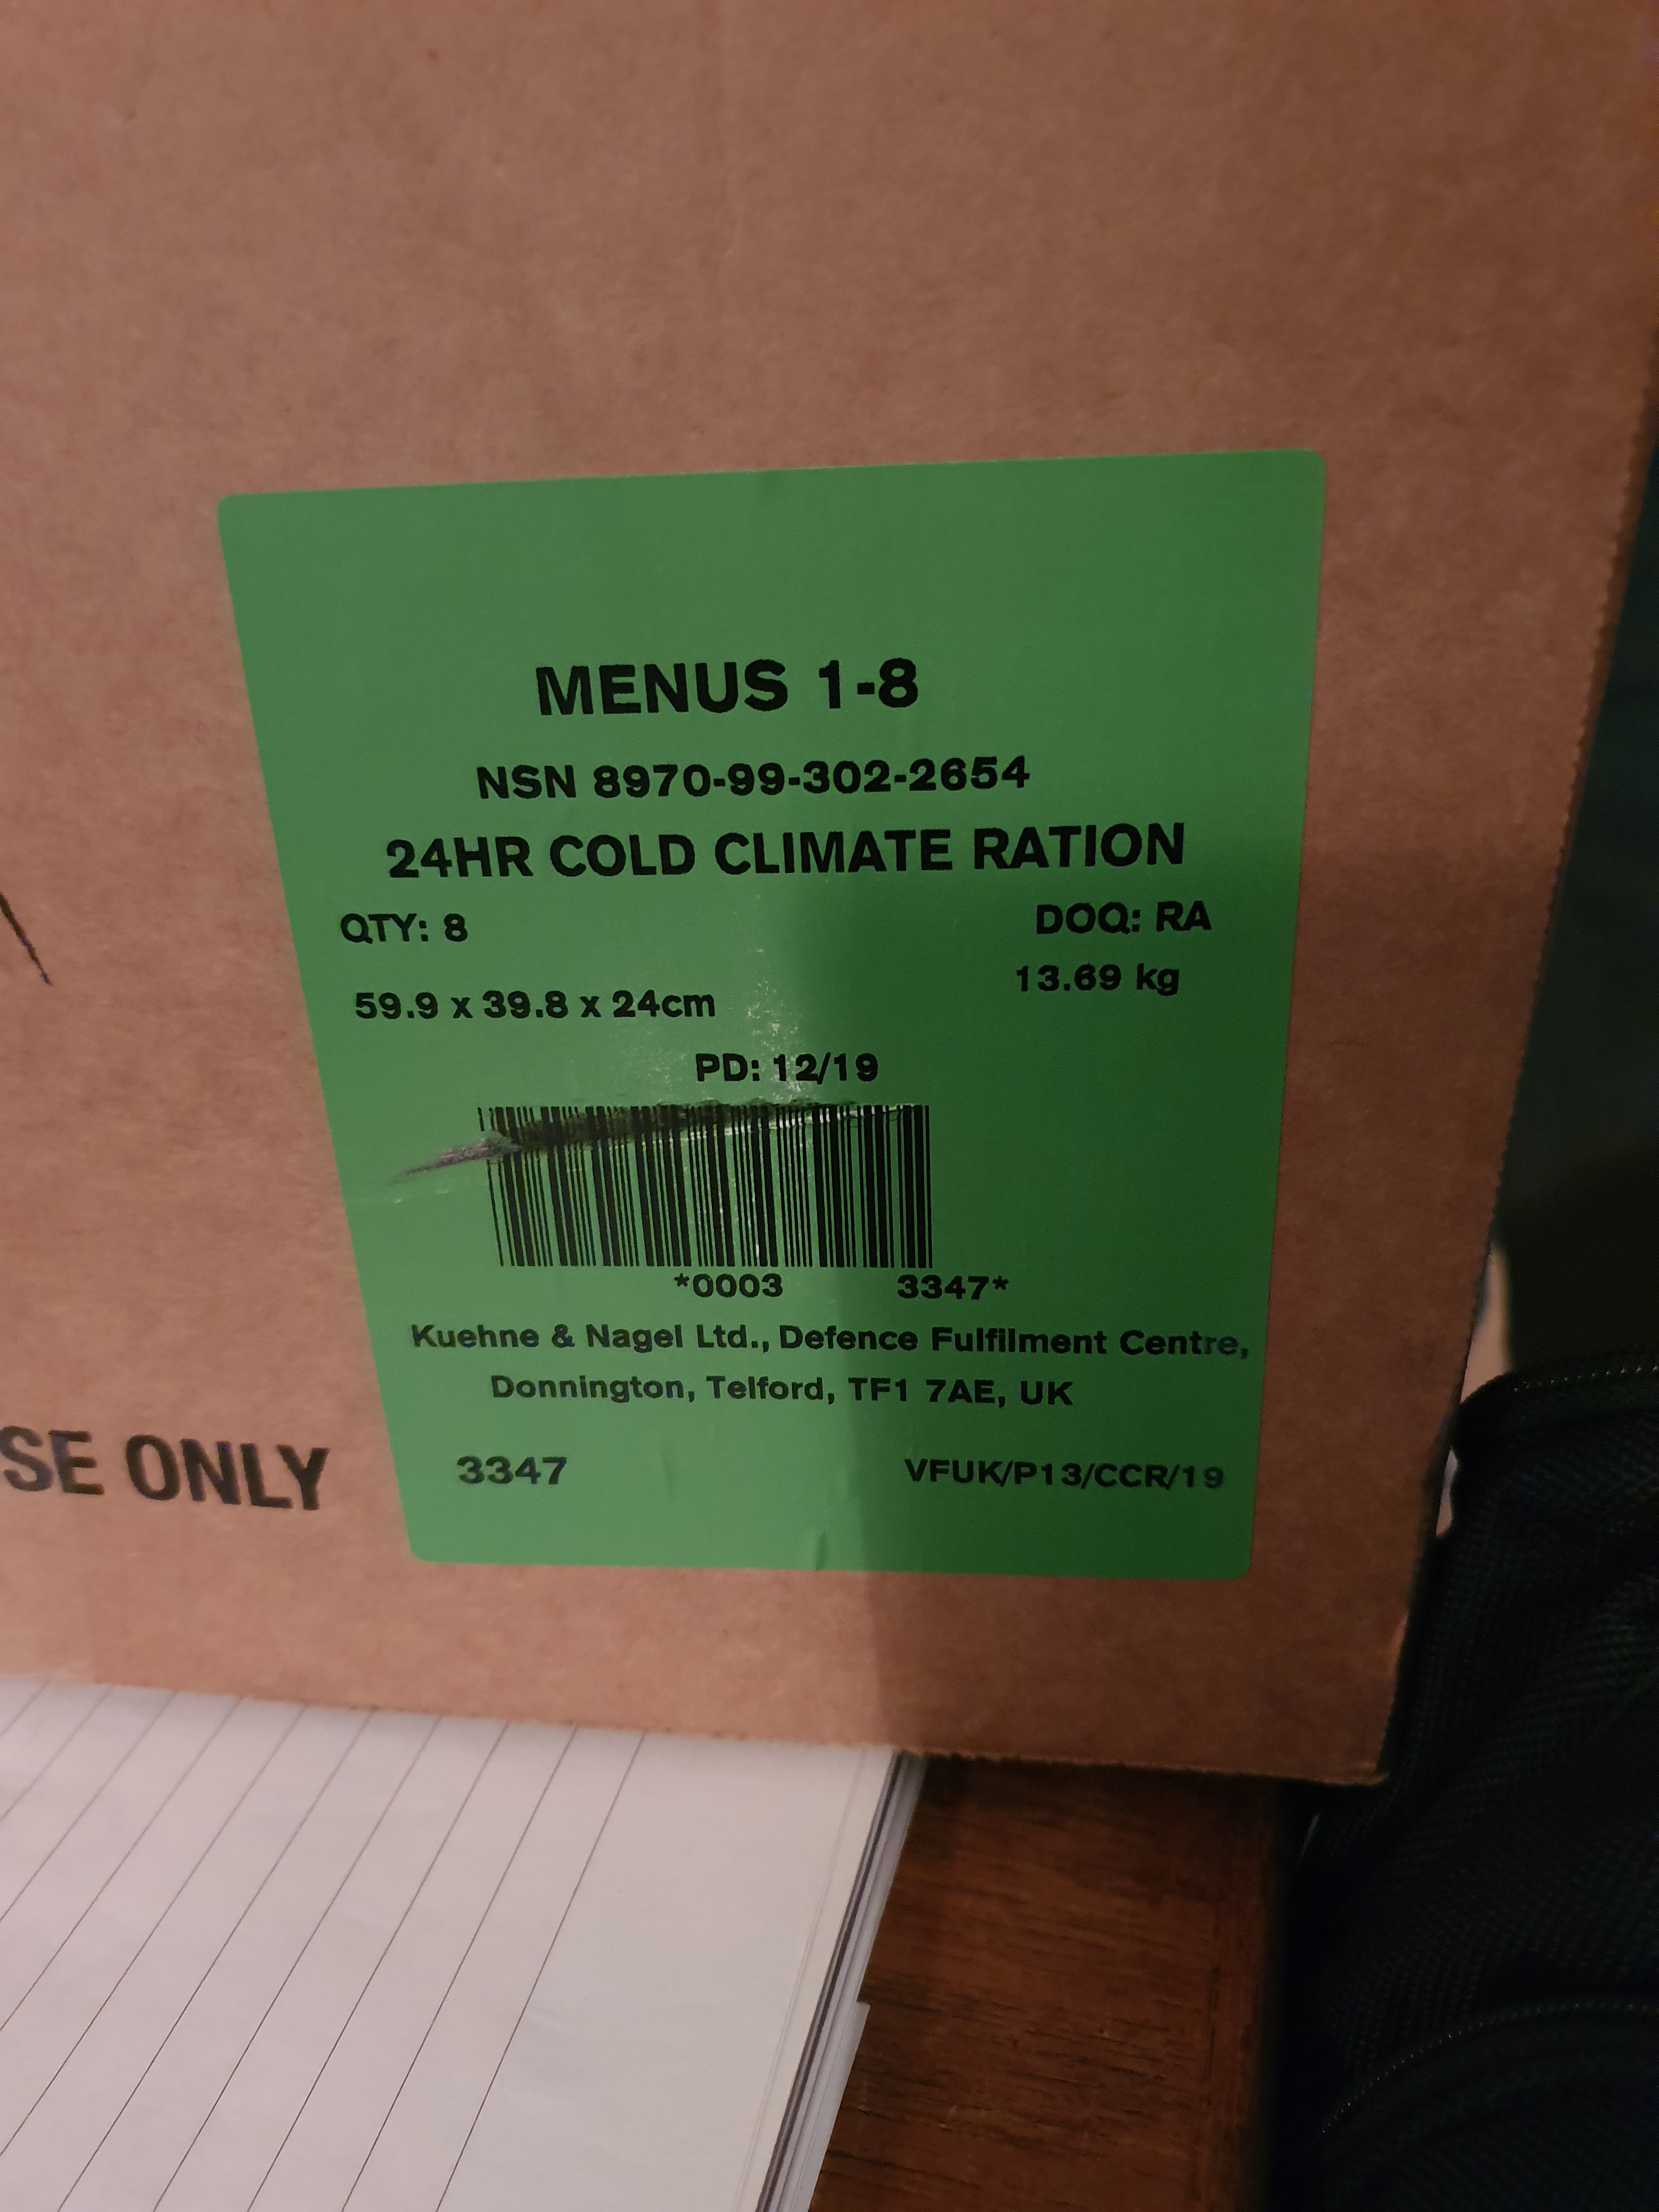 MENUS 1-8
NSN 8970-99-302-2654
24HR COLD CLIMATE RATION
QTY: 8 DOQ: RA
59.9 x 39.8 x 24cm 13.69 kg
PD: 12/19
*0003 3347*
Kuehne & Nagel Ltd., Defence Fulfilment Centre,
Donnington, Telford, TF1 7AE, UK
3347 VFUK/P13/CCR/19
SE ONLY